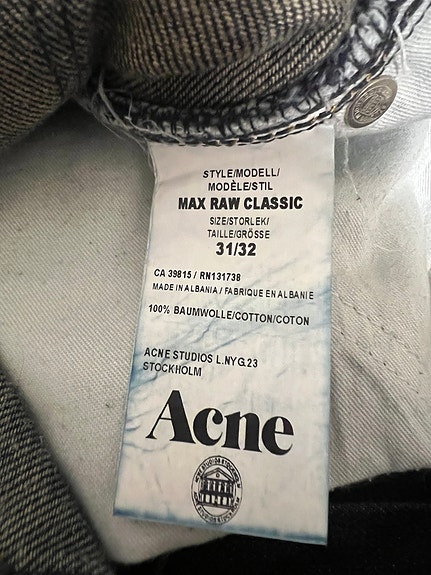 STYLE/MODELL/
MODÈLE/STIL
MAX RAW CLASSIC
SIZE/STORLEK/
TAILLE/GRÖSSE
31/32
CA 39815 / RN131738
MADE IN ALBANIA / FABRIQUE EN ALBANIE
100% BAUMWOLLE/COTTON/COTON
ACNE STUDIOS L.NYG.23
STOCKHOLM
Acne